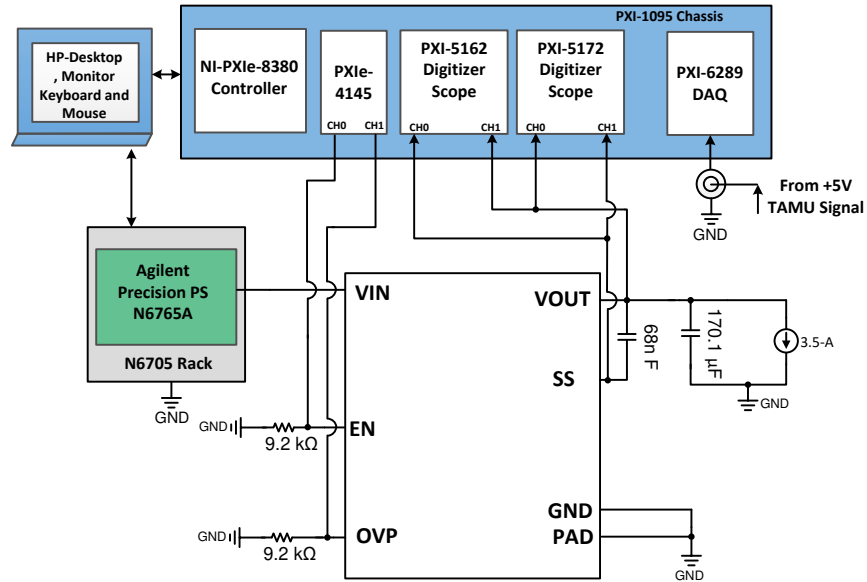 PXI-1095 Chassis
HP-Desktop
, Monitor
Keyboard and
Mouse
NI-PXIe-8380
Controller
PXIe-
4145
CH0 CH1
PXI-5162
Digitizer
Scope
CH0 CH1
PXI-5172
Digitizer
Scope
CH0 CH1
PXI-6289
DAQ
From +5V
TAMU Signal
GND
Agilent
Precision PS
N6765A
N6705 Rack
GND
VIN
VOUT
SS
68n F
170.1 µF
3.5-A
GND
GND
9.2 kΩ
EN
GND
9.2 kΩ
OVP
GND
PAD
GND